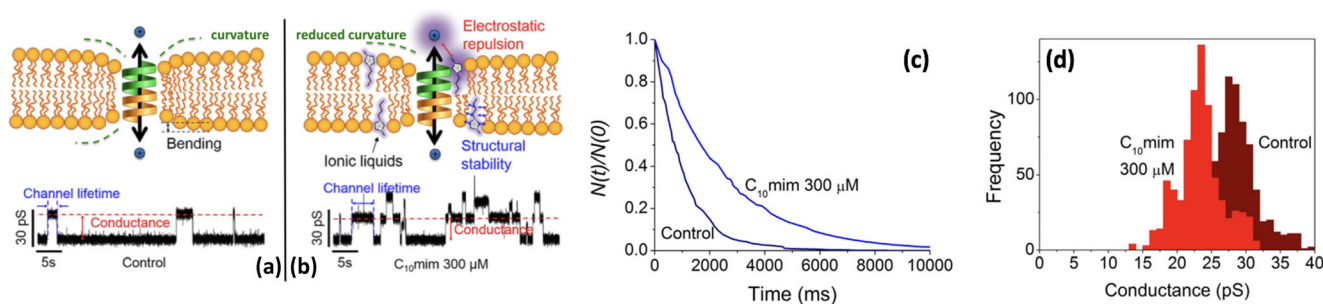 curvature
Bending
Channel lifetime
Conductance
30 pS
5s
Control
(a)
reduced curvature
Electrostatic
repulsion
Ionic liquids
Structural
stability
Channel lifetime
Conductance
30 pS
5s
C₁₀mim 300 µM
(b)
(c)
N(t)/N(0)
1.0
0.8
0.6
0.4
0.2
0.0
C₁₀mim 300 µM
Control
0 2000 4000 6000 8000 10000
Time (ms)
(d)
Frequency
100
50
0
C₁₀mim
300 µM
Control
0 5 10 15 20 25 30 35 40
Conductance (pS)